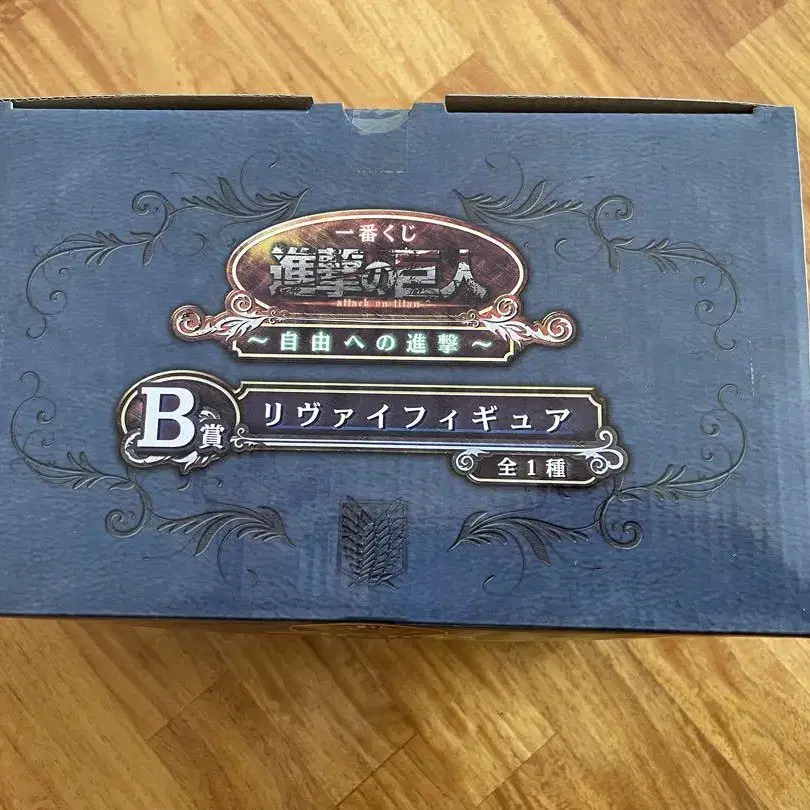 一番くじ
進撃の巨人
attack on titan
～自由への進撃～
B賞 リヴァイフィギュア
全1種